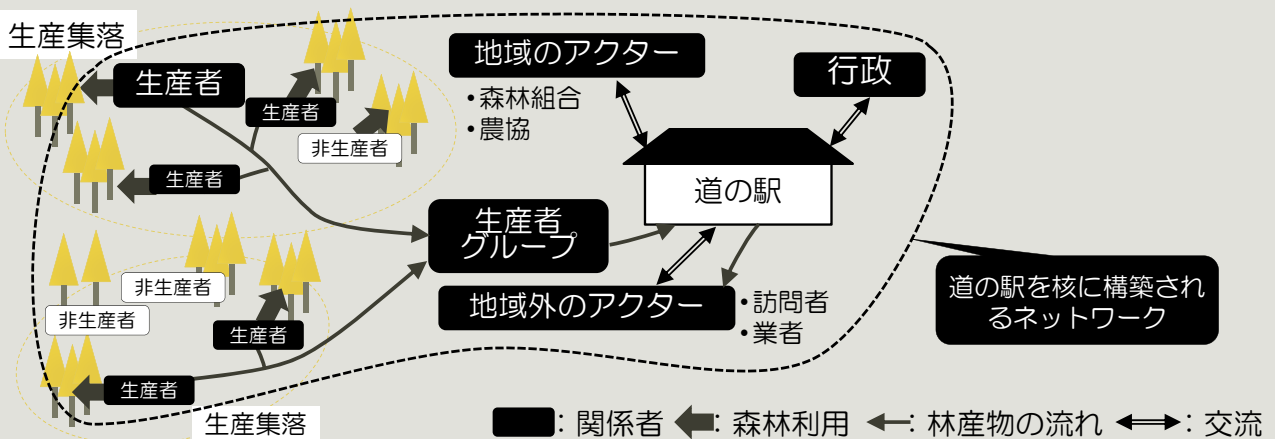 生産集落
生産者
生産者
非生産者
生産者
地域のアクター
・森林組合
・農協
行政
道の駅
生産者
グループ
地域外のアクター
・訪問者
・業者
道の駅を核に構築され
るネットワーク
非生産者
非生産者
生産者
生産者
生産集落
：関係者
：森林利用
：林産物の流れ
：交流